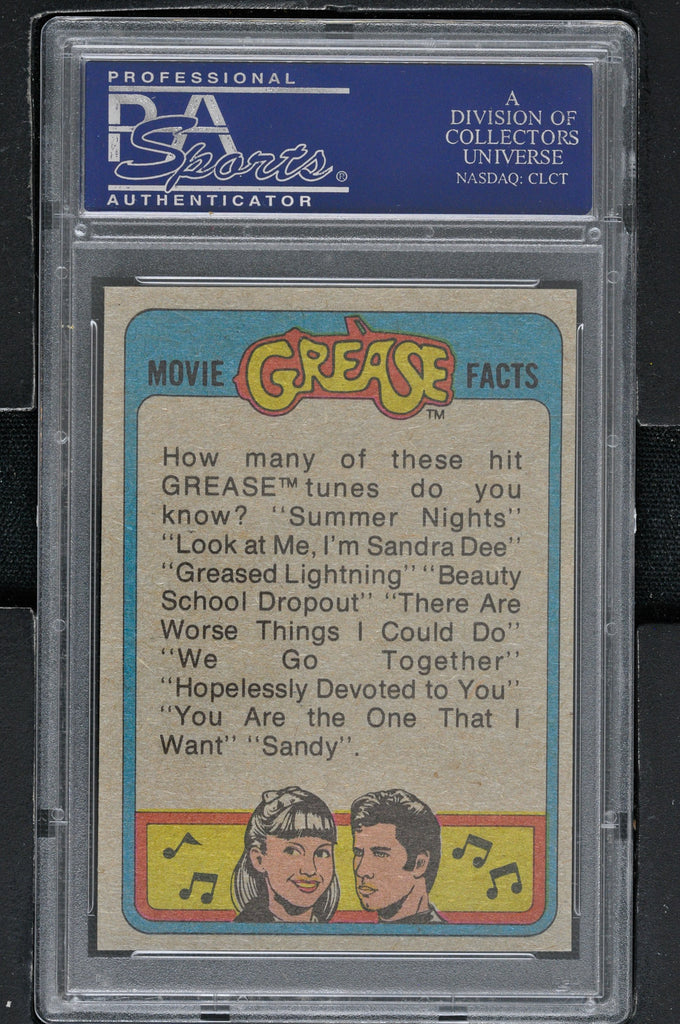 PROFESSIONAL
PSA
Sports®
AUTHENTICATOR
A
DIVISION OF
COLLECTORS
UNIVERSE
NASDAQ: CLCT
MOVIE GREASE FACTS
TM
How many of these hit
GREASE™ tunes do you
know? "Summer Nights"
"Look at Me, I'm Sandra Dee"
"Greased Lightning" "Beauty
School Dropout" "There Are
Worse Things I Could Do"
"We Go Together"
"Hopelessly Devoted to You"
"You Are the One That I
Want" "Sandy".